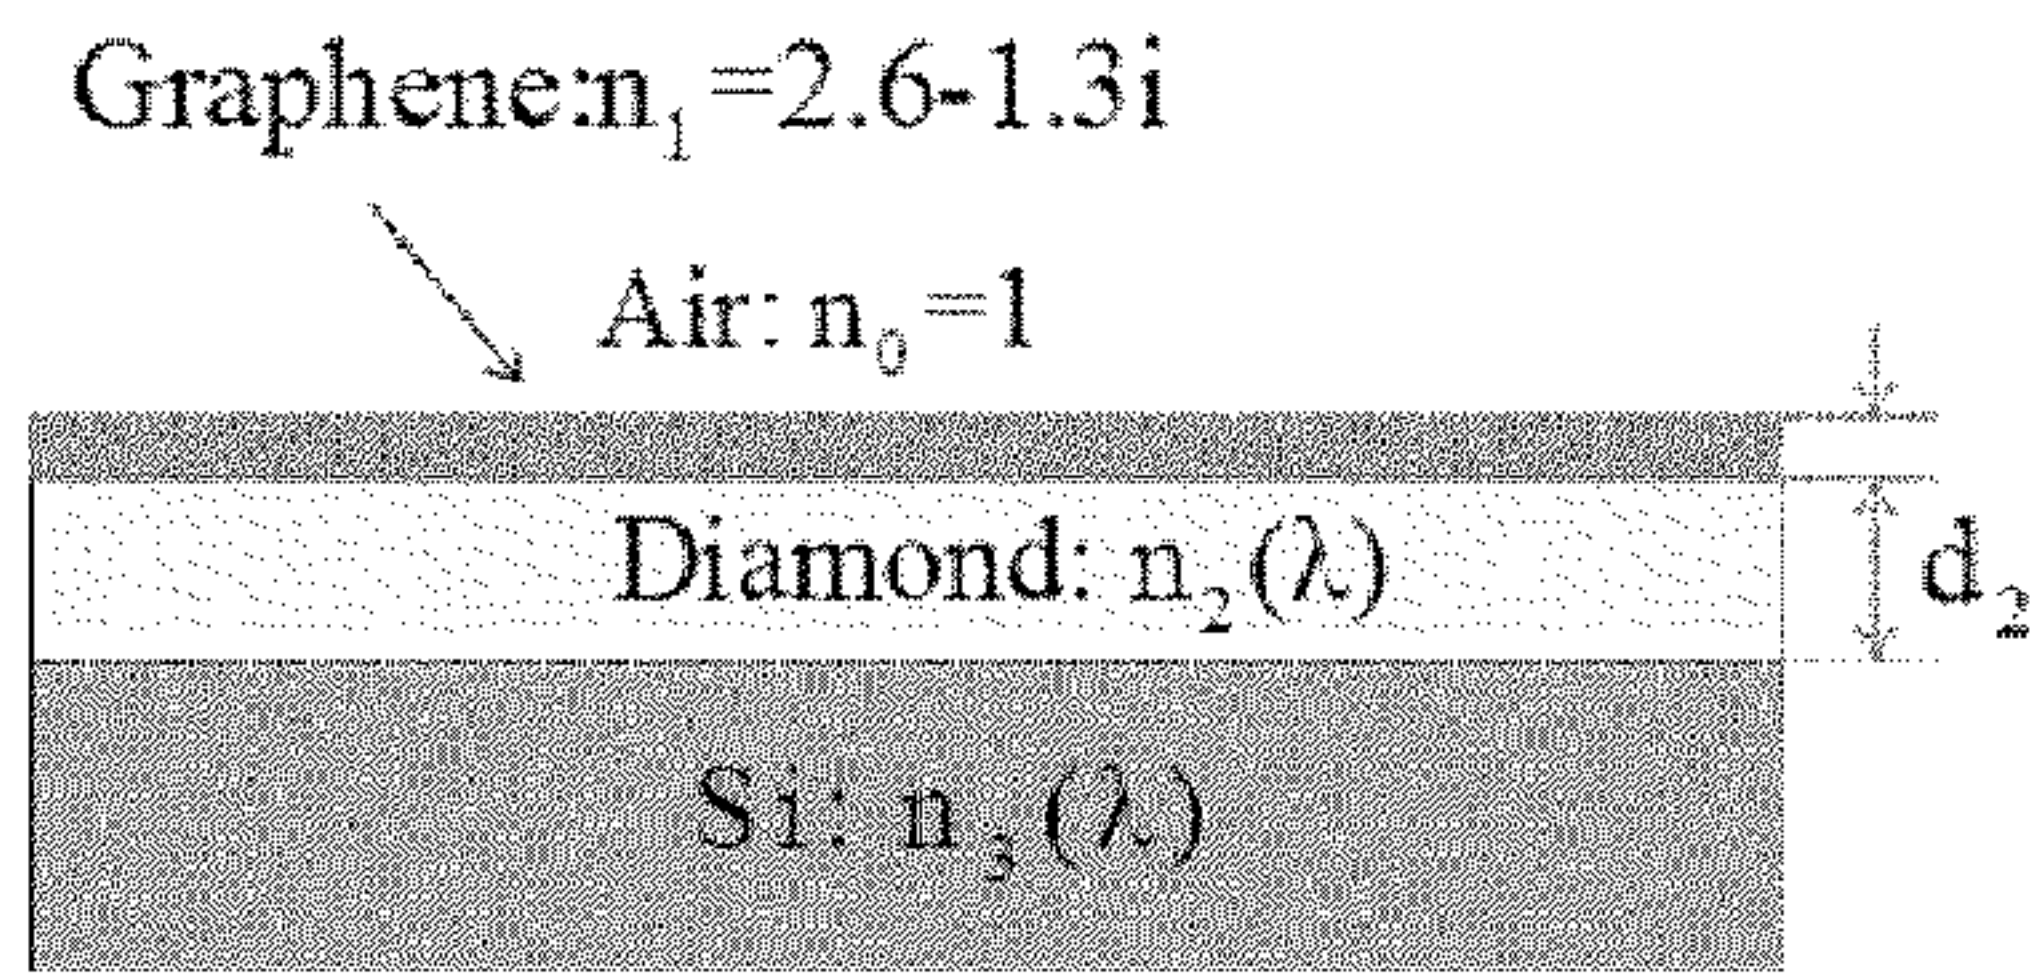 Graphene:n₁=2.6-1.3i
Air: n₀=1
Diamond: n₂(λ)
d₂
Si: n₃(λ)